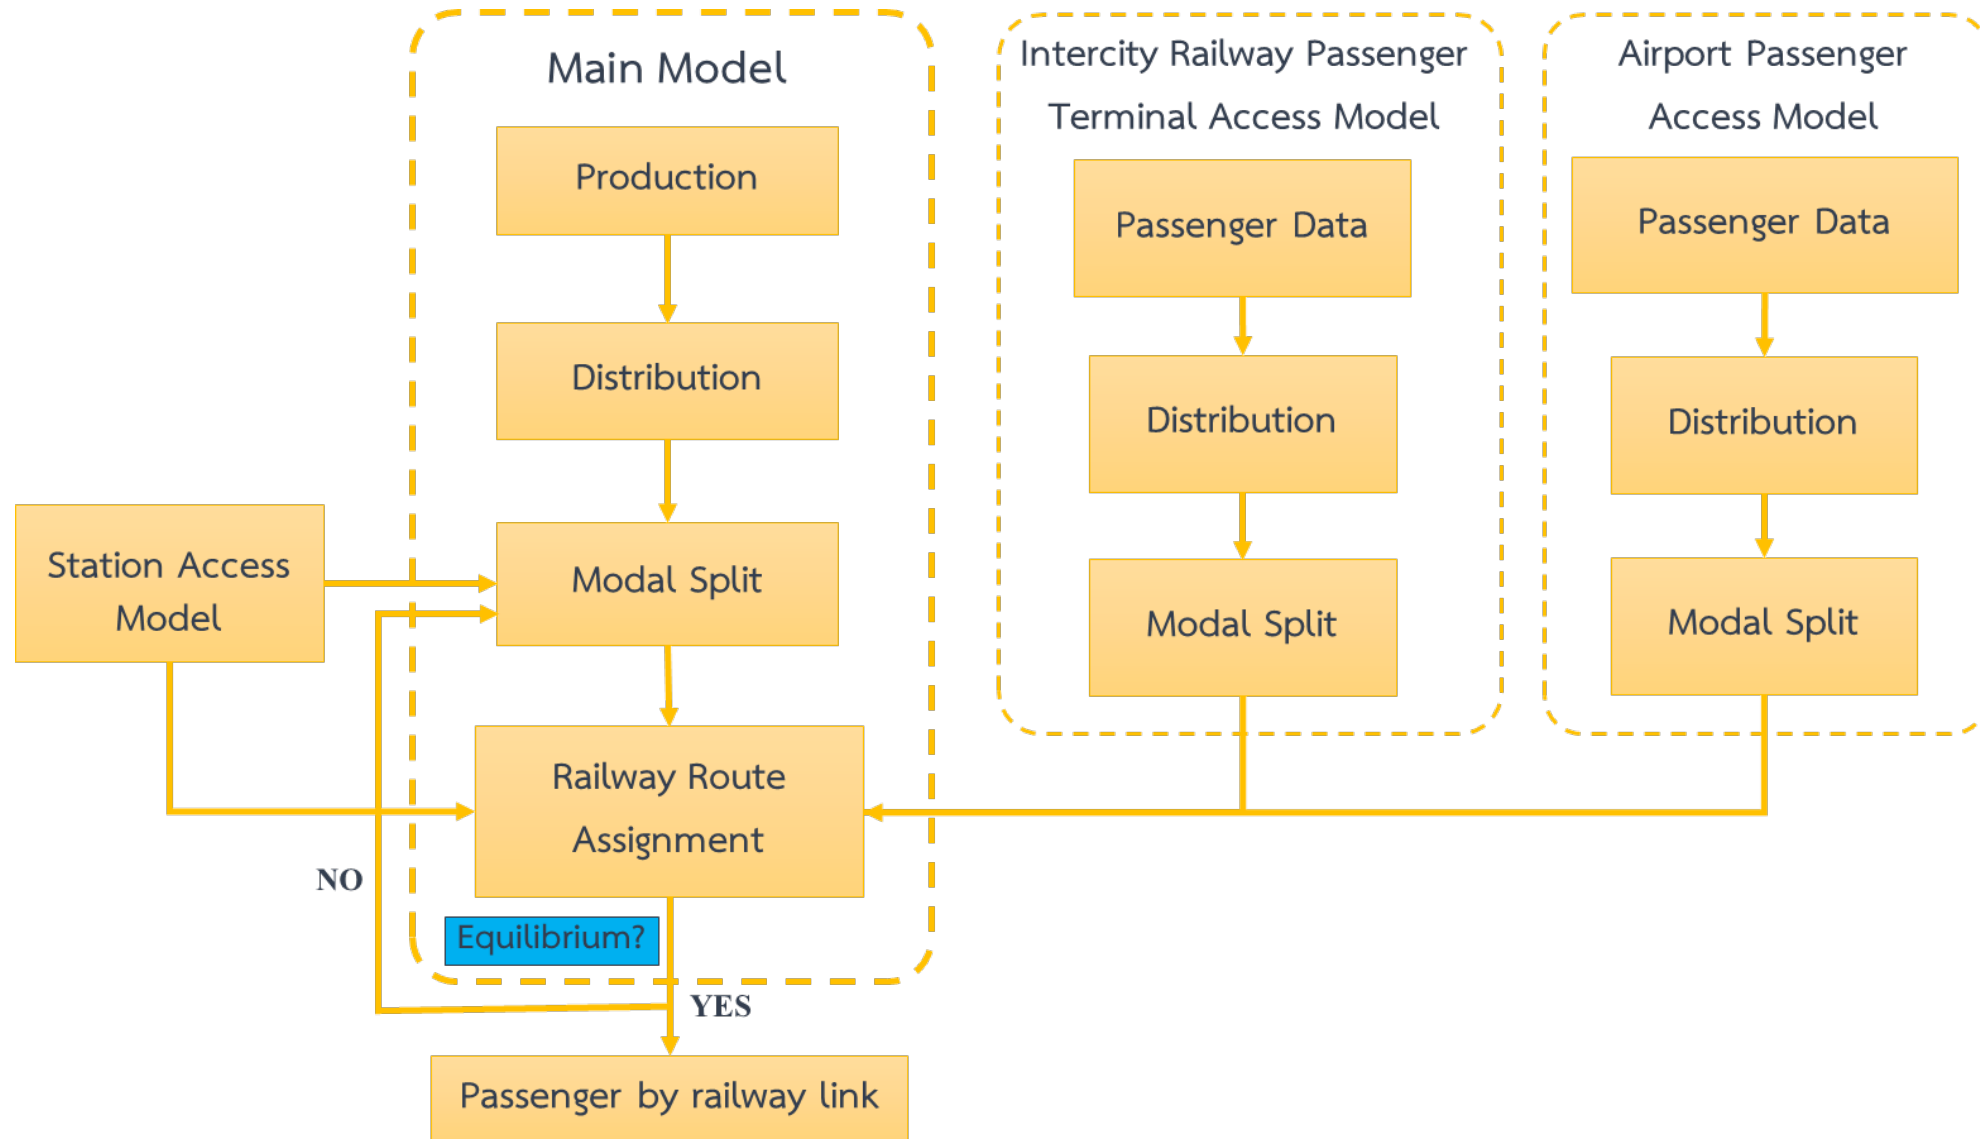 Main Model
Production
Distribution
Modal Split
Railway Route
Assignment
Equilibrium?
Station Access
Model
NO
YES
Passenger by railway link
Intercity Railway Passenger
Terminal Access Model
Passenger Data
Distribution
Modal Split
Airport Passenger
Access Model
Passenger Data
Distribution
Modal Split